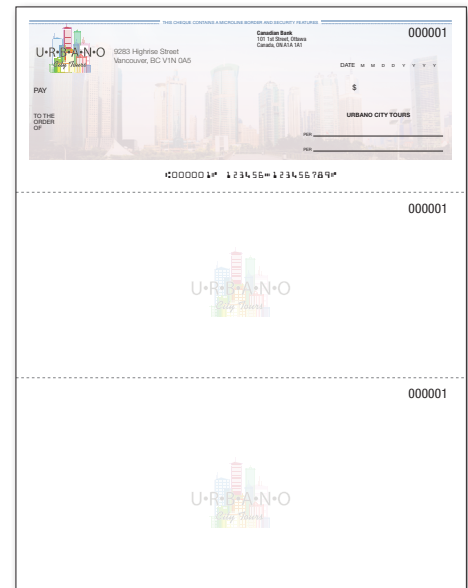 THIS CHEQUE CONTAINS A MICROLINE BORDER AND SECURITY FEATURES
Canadian Bank
101 1st Street, Ottawa
Canada, ON A1A 1A1
000001
U•R•B•A•N•O
City Tours
9283 Highrise Street
Vancouver, BC V1N 0A5
DATE M M D D Y Y Y Y
PAY
$
TO THE
ORDER
OF
URBANO CITY TOURS
PER
PER
⑈000001⑈ 123456⑉123456789⑈
000001
U•R•B•A•N•O
City Tours
000001
U•R•B•A•N•O
City Tours